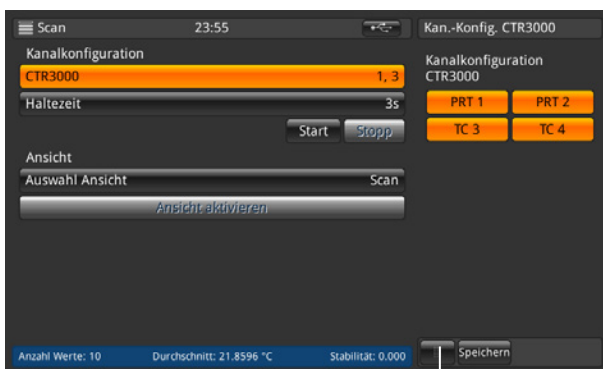 Scan 23:55
Kanalkonfiguration
CTR3000 1, 3
Haltezeit 3s
Start Stopp
Ansicht
Auswahl Ansicht Scan
Ansicht aktivieren
Anzahl Werte: 10 Durchschnitt: 21.8596 °C Stabilität: 0.000
Kan.-Konfig. CTR3000
Kanalkonfiguration
CTR3000
PRT 1 PRT 2
TC 3 TC 4
Speichern